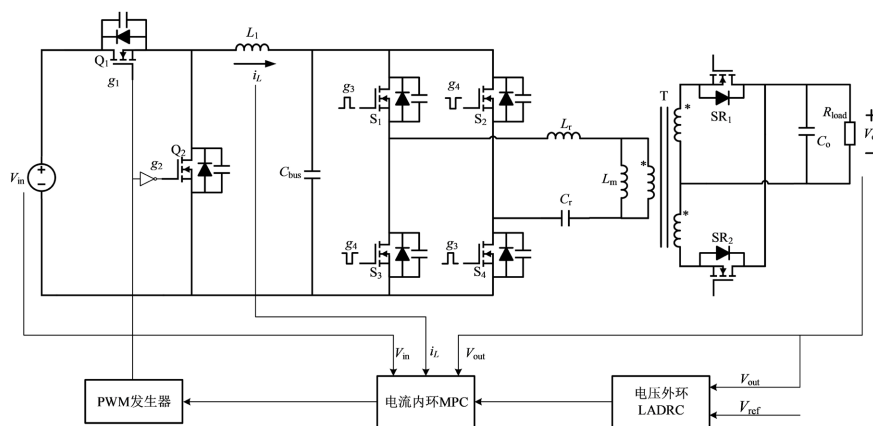 Q1
g1
L1
iL
g2
Q2
Vin
Cbus
g3
S1
g4
S2
g4
S3
g3
S4
Lr
Lm
Cr
*
T
*
*
SR1
SR2
Co
Rload
Vin
iL
Vout
PWM发生器
电流内环MPC
电压外环
LADRC
Vout
Vref